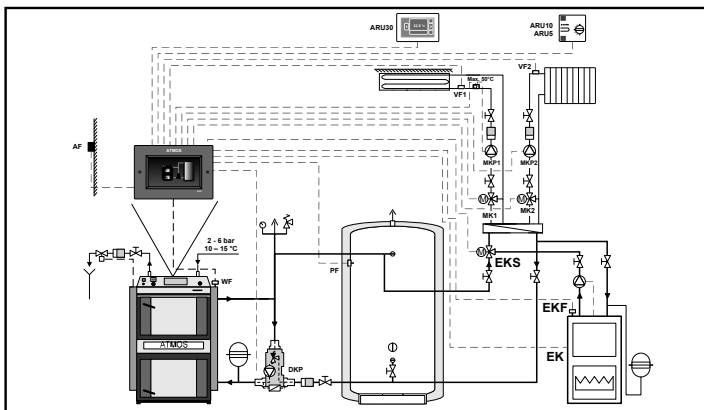 ARU30
ARU10
ARU5
VF2
Max. 50°C
VF1
AF
ATMOS
MKP1
MKP2
M
M
MK1
MK2
2 - 6 bar
10 – 15 °C
WF
PF
M
EKS
EKF
EK
ATMOS
DKP